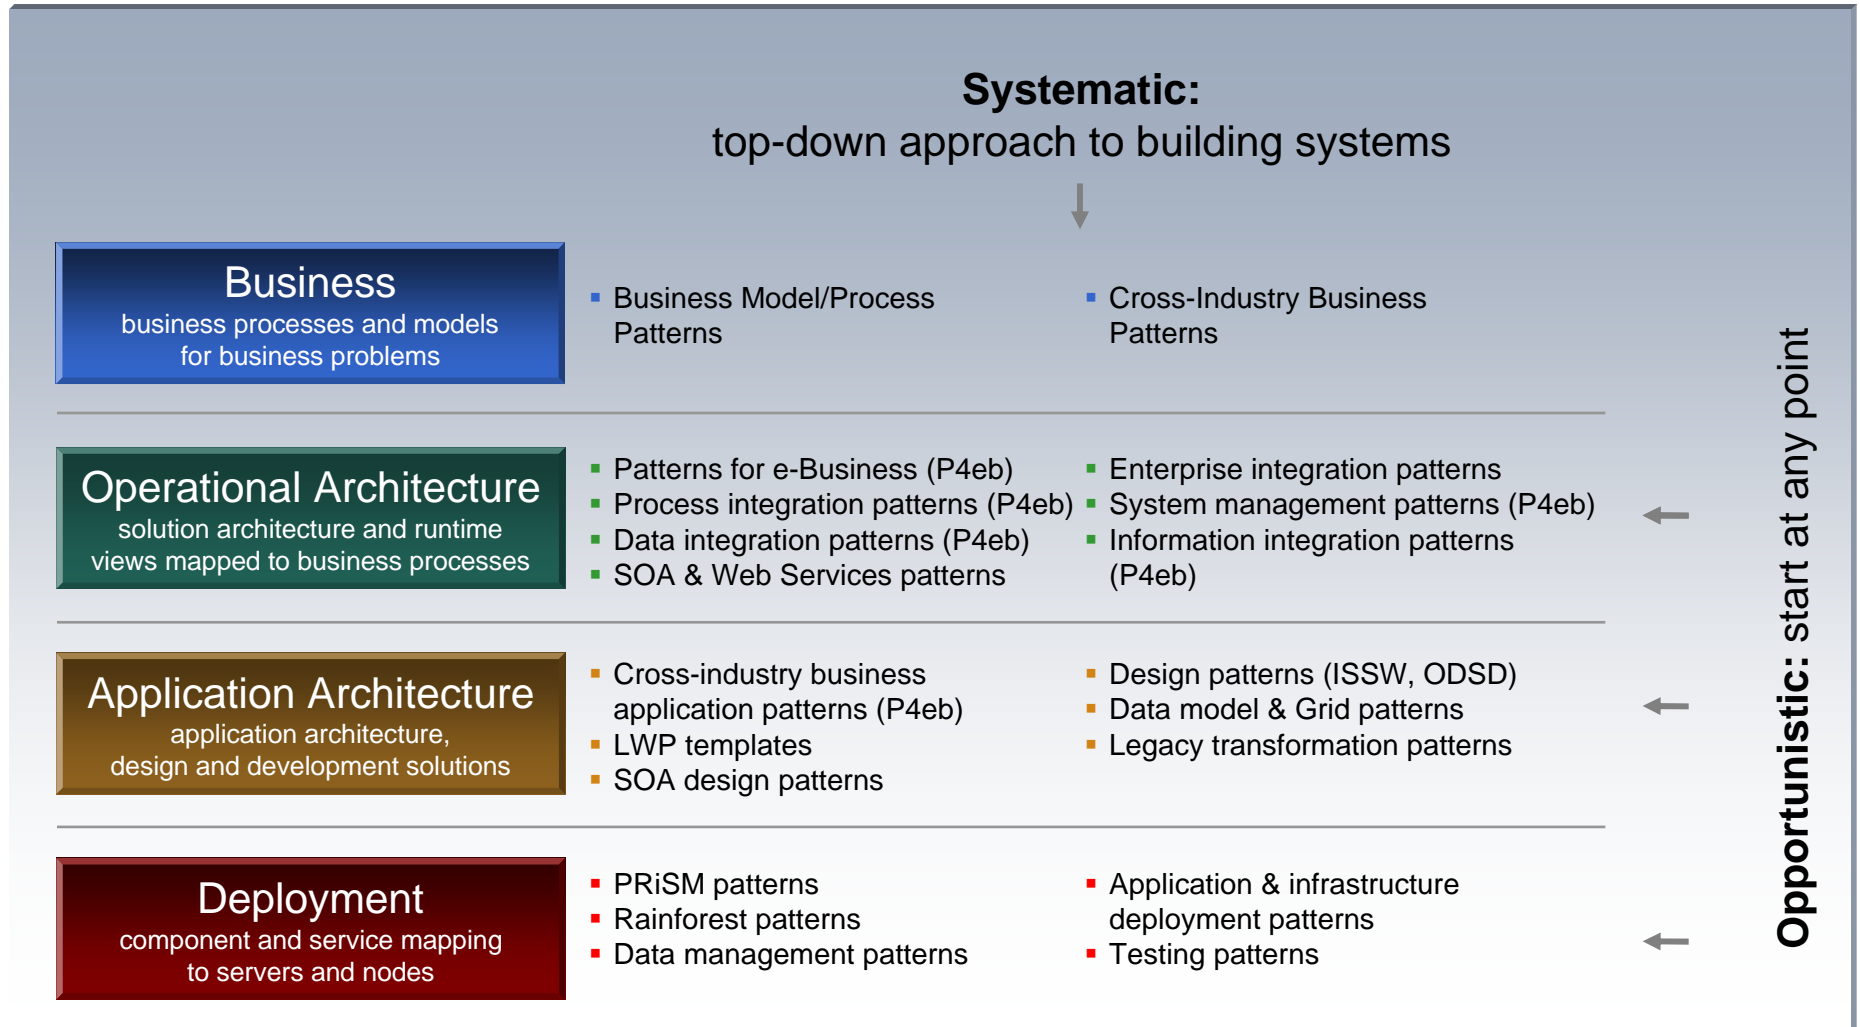 Systematic:
top-down approach to building systems
Business
business processes and models
for business problems
▪ Business Model/Process
Patterns
▪ Cross-Industry Business
Patterns
Operational Architecture
solution architecture and runtime
views mapped to business processes
▪ Patterns for e-Business (P4eb)
▪ Process integration patterns (P4eb)
▪ Data integration patterns (P4eb)
▪ SOA & Web Services patterns
▪ Enterprise integration patterns
▪ System management patterns (P4eb)
▪ Information integration patterns
(P4eb)
Application Architecture
application architecture,
design and development solutions
▪ Cross-industry business
application patterns (P4eb)
▪ LWP templates
▪ SOA design patterns
▪ Design patterns (ISSW, ODSD)
▪ Data model & Grid patterns
▪ Legacy transformation patterns
Deployment
component and service mapping
to servers and nodes
▪ PRiSM patterns
▪ Rainforest patterns
▪ Data management patterns
▪ Application & infrastructure
deployment patterns
▪ Testing patterns
Opportunistic: start at any point